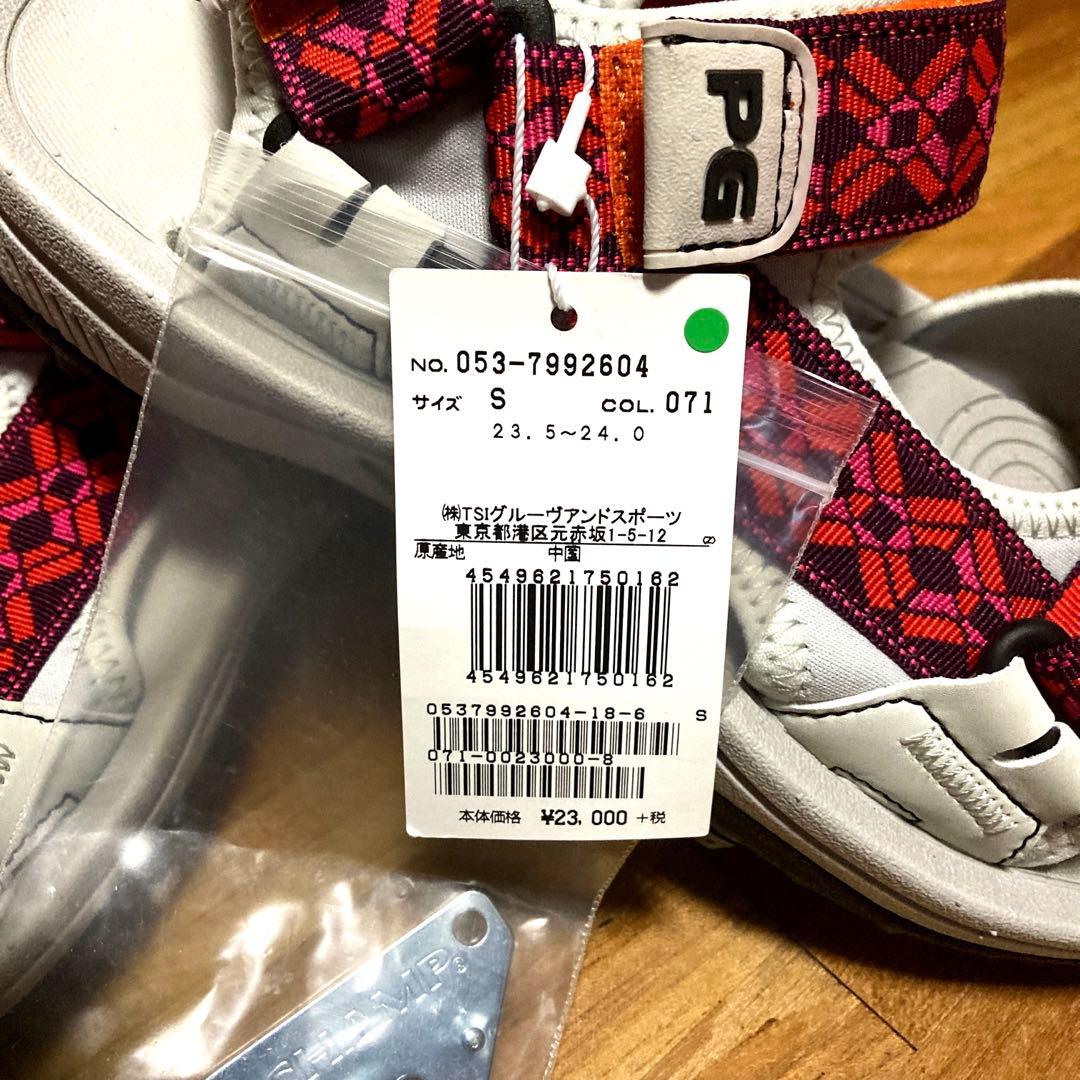 PG
NO. 053-7992604
サイズ S COL. 071
23.5～24.0
㈱TSIグルーヴアンドスポーツ
東京都港区元赤坂1-5-12 ∞
原産地 中国
4549621750162
4549621750162
0537992604-18-6 S
071-0023000-8
本体価格 ¥23,000 +税
CHAMP